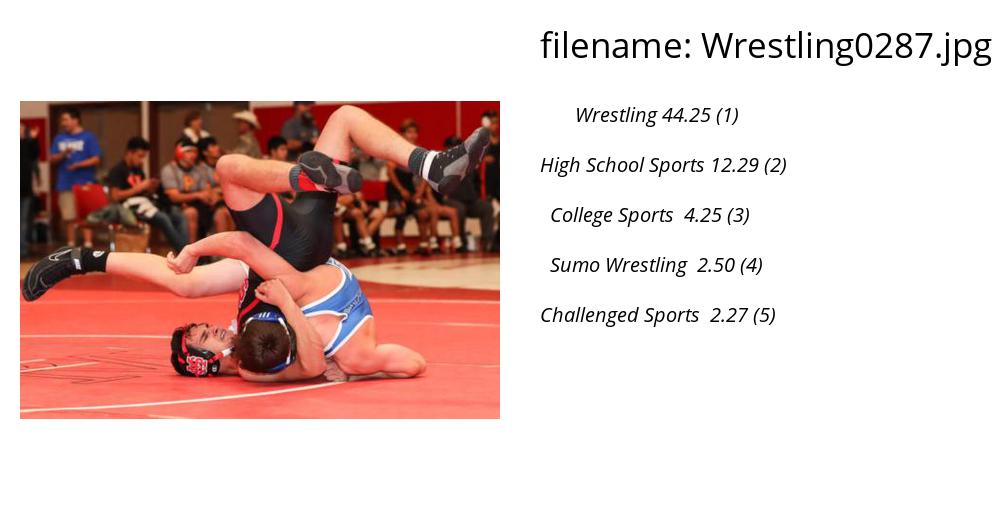 filename: Wrestling0287.jpg
Wrestling 44.25 (1)
High School Sports 12.29 (2)
College Sports 4.25 (3)
Sumo Wrestling 2.50 (4)
Challenged Sports 2.27 (5)